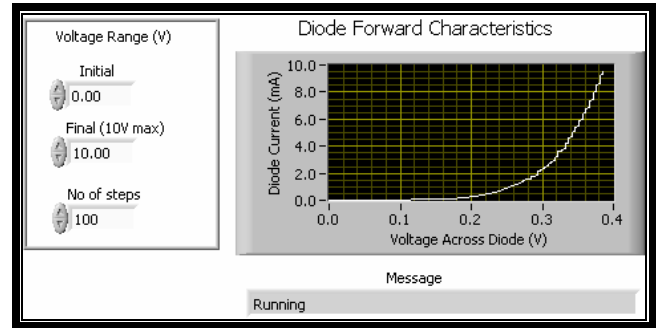 Voltage Range (V)
Initial
0.00
Final (10V max)
10.00
No of steps
100
Diode Forward Characteristics
Diode Current (mA)
10.0
8.0
6.0
4.0
2.0
0.0
0.0 0.1 0.2 0.3 0.4
Voltage Across Diode (V)
Message
Running